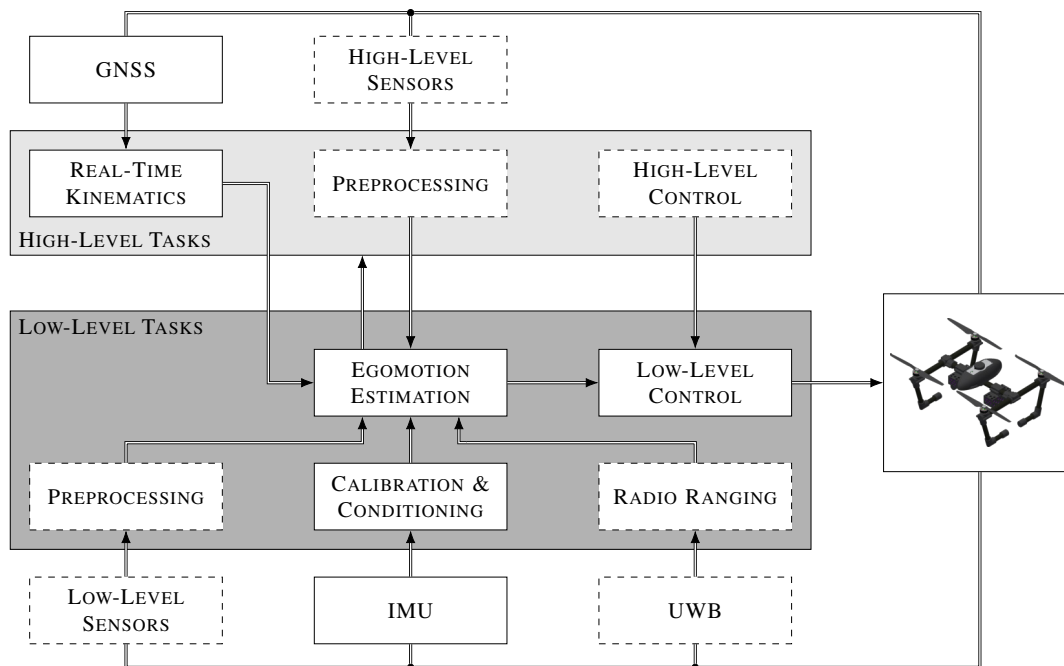 GNSS
HIGH-LEVEL
SENSORS
REAL-TIME
KINEMATICS
PREPROCESSING
HIGH-LEVEL
CONTROL
HIGH-LEVEL TASKS
LOW-LEVEL TASKS
EGOMOTION
ESTIMATION
LOW-LEVEL
CONTROL
PREPROCESSING
CALIBRATION &
CONDITIONING
RADIO RANGING
LOW-LEVEL
SENSORS
IMU
UWB